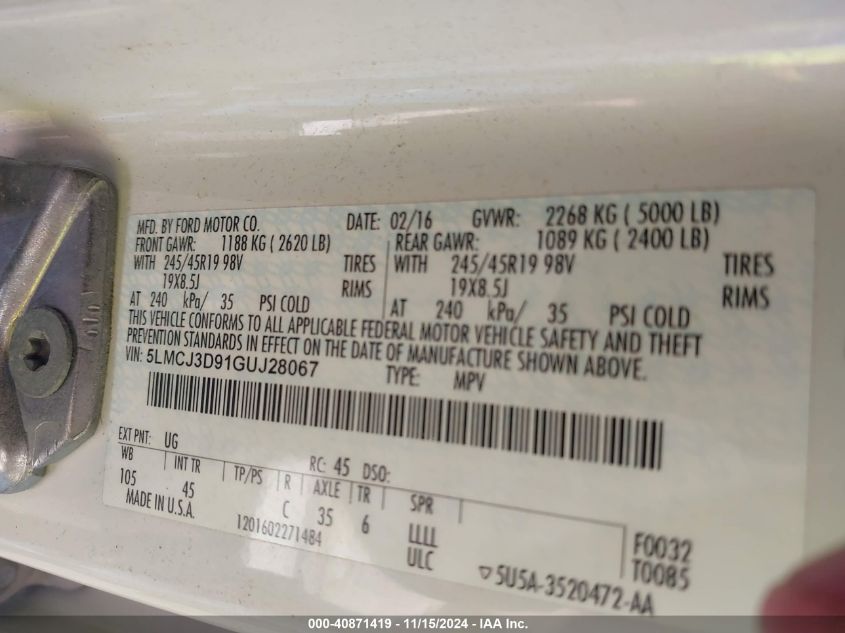 MFD. BY FORD MOTOR CO. DATE: 02/16 GVWR: 2268 KG ( 5000 LB)
FRONT GAWR: 1188 KG ( 2620 LB) REAR GAWR: 1089 KG ( 2400 LB)
WITH 245/45R19 98V TIRES WITH 245/45R19 98V TIRES
19X8.5J RIMS 19X8.5J RIMS
AT 240 kPa/ 35 PSI COLD AT 240 kPa/ 35 PSI COLD
THIS VEHICLE CONFORMS TO ALL APPLICABLE FEDERAL MOTOR VEHICLE SAFETY AND THEFT
PREVENTION STANDARDS IN EFFECT ON THE DATE OF MANUFACTURE SHOWN ABOVE.
VIN: 5LMCJ3D91GUJ28067 TYPE: MPV
EXT PNT: UG RC: 45 DSO:
WB INT TR TP/PS R AXLE TR SPR
105 45 C 35 6 LLLL F0032
MADE IN U.S.A. 1201602271484 ULC T0085
5U5A-3520472-AA
000-40871419 - 11/15/2024 - IAA Inc.